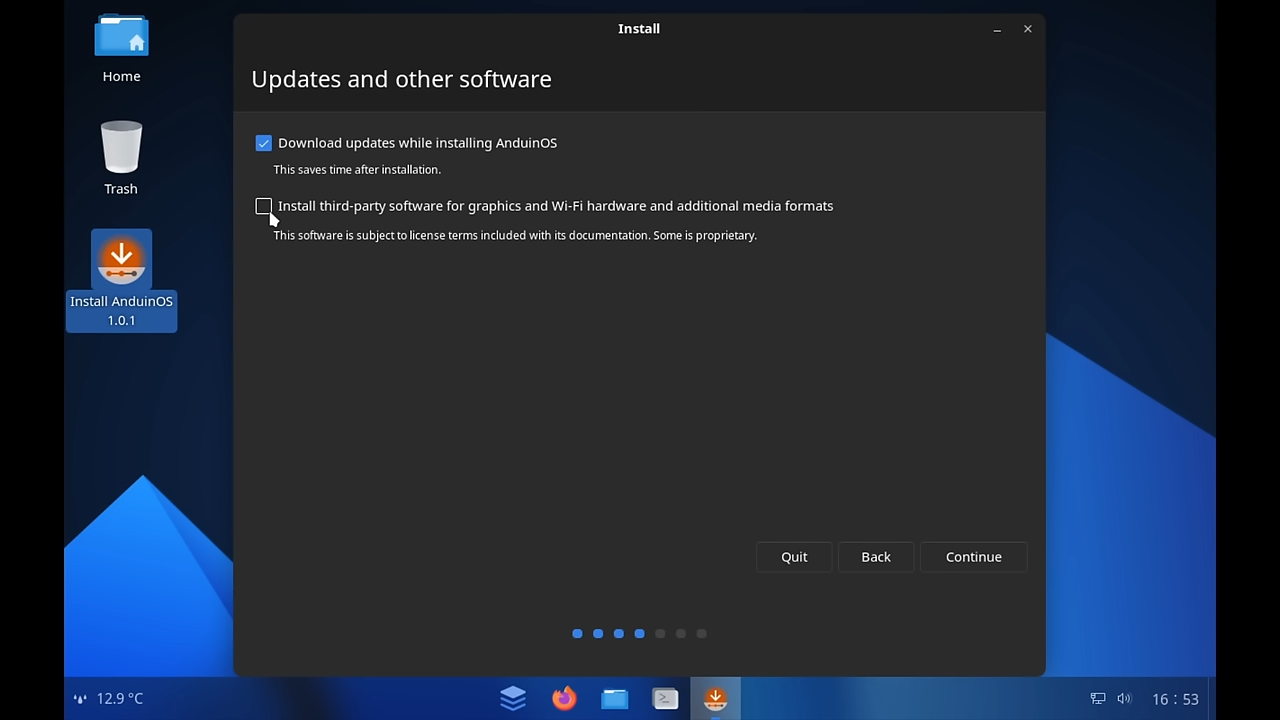 Install
Home
Updates and other software
Download updates while installing AnduinOS
This saves time after installation.
Trash
Install third-party software for graphics and Wi-Fi hardware and additional media formats
This software is subject to license terms included with its documentation. Some is proprietary.
Install AnduinOS
1.0.1
Quit
Back
Continue
12.9 °C
16 : 53